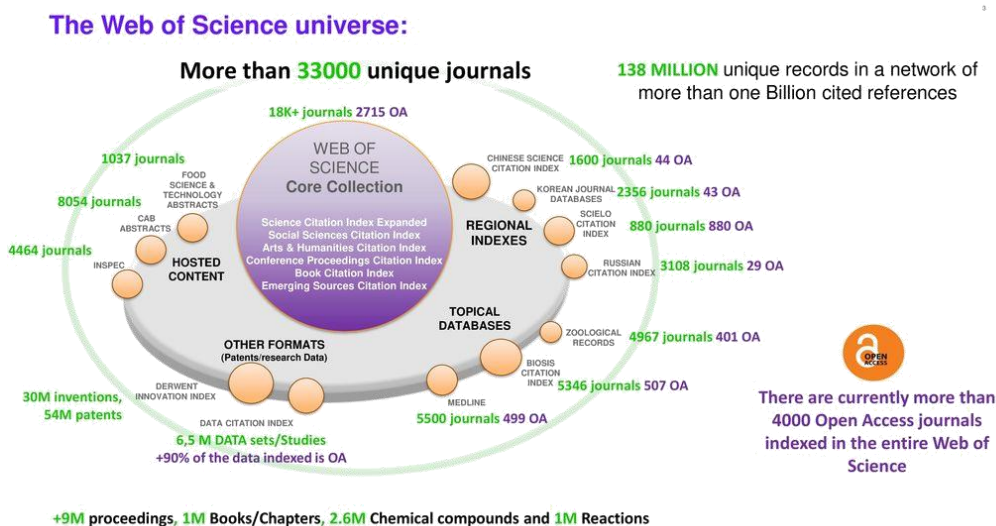 3
The Web of Science universe:
More than 33000 unique journals
138 MILLION unique records in a network of
more than one Billion cited references
18K+ journals 2715 OA
WEB OF
SCIENCE
Core Collection
Science Citation Index Expanded
Social Sciences Citation Index
Arts & Humanities Citation Index
Conference Proceedings Citation Index
Book Citation Index
Emerging Sources Citation Index
1037 journals
FOOD
SCIENCE &
TECHNOLOGY
ABSTRACTS
8054 journals
CAB
ABSTRACTS
4464 journals
INSPEC
HOSTED
CONTENT
CHINESE SCIENCE
CITATION INDEX
1600 journals 44 OA
KOREAN JOURNAL
DATABASES
2356 journals 43 OA
SCIELO
CITATION
INDEX
880 journals 880 OA
REGIONAL
INDEXES
RUSSIAN
CITATION INDEX
3108 journals 29 OA
TOPICAL
DATABASES
ZOOLOGICAL
RECORDS
4967 journals 401 OA
BIOSIS
CITATION
INDEX
5346 journals 507 OA
MEDLINE
5500 journals 499 OA
OTHER FORMATS
(Patents/research Data)
DERWENT
INNOVATION INDEX
30M inventions,
54M patents
DATA CITATION INDEX
6,5 M DATA sets/Studies
+90% of the data indexed is OA
OPEN
ACCESS
There are currently more than
4000 Open Access journals
indexed in the entire Web of
Science
+9M proceedings, 1M Books/Chapters, 2.6M Chemical compounds and 1M Reactions